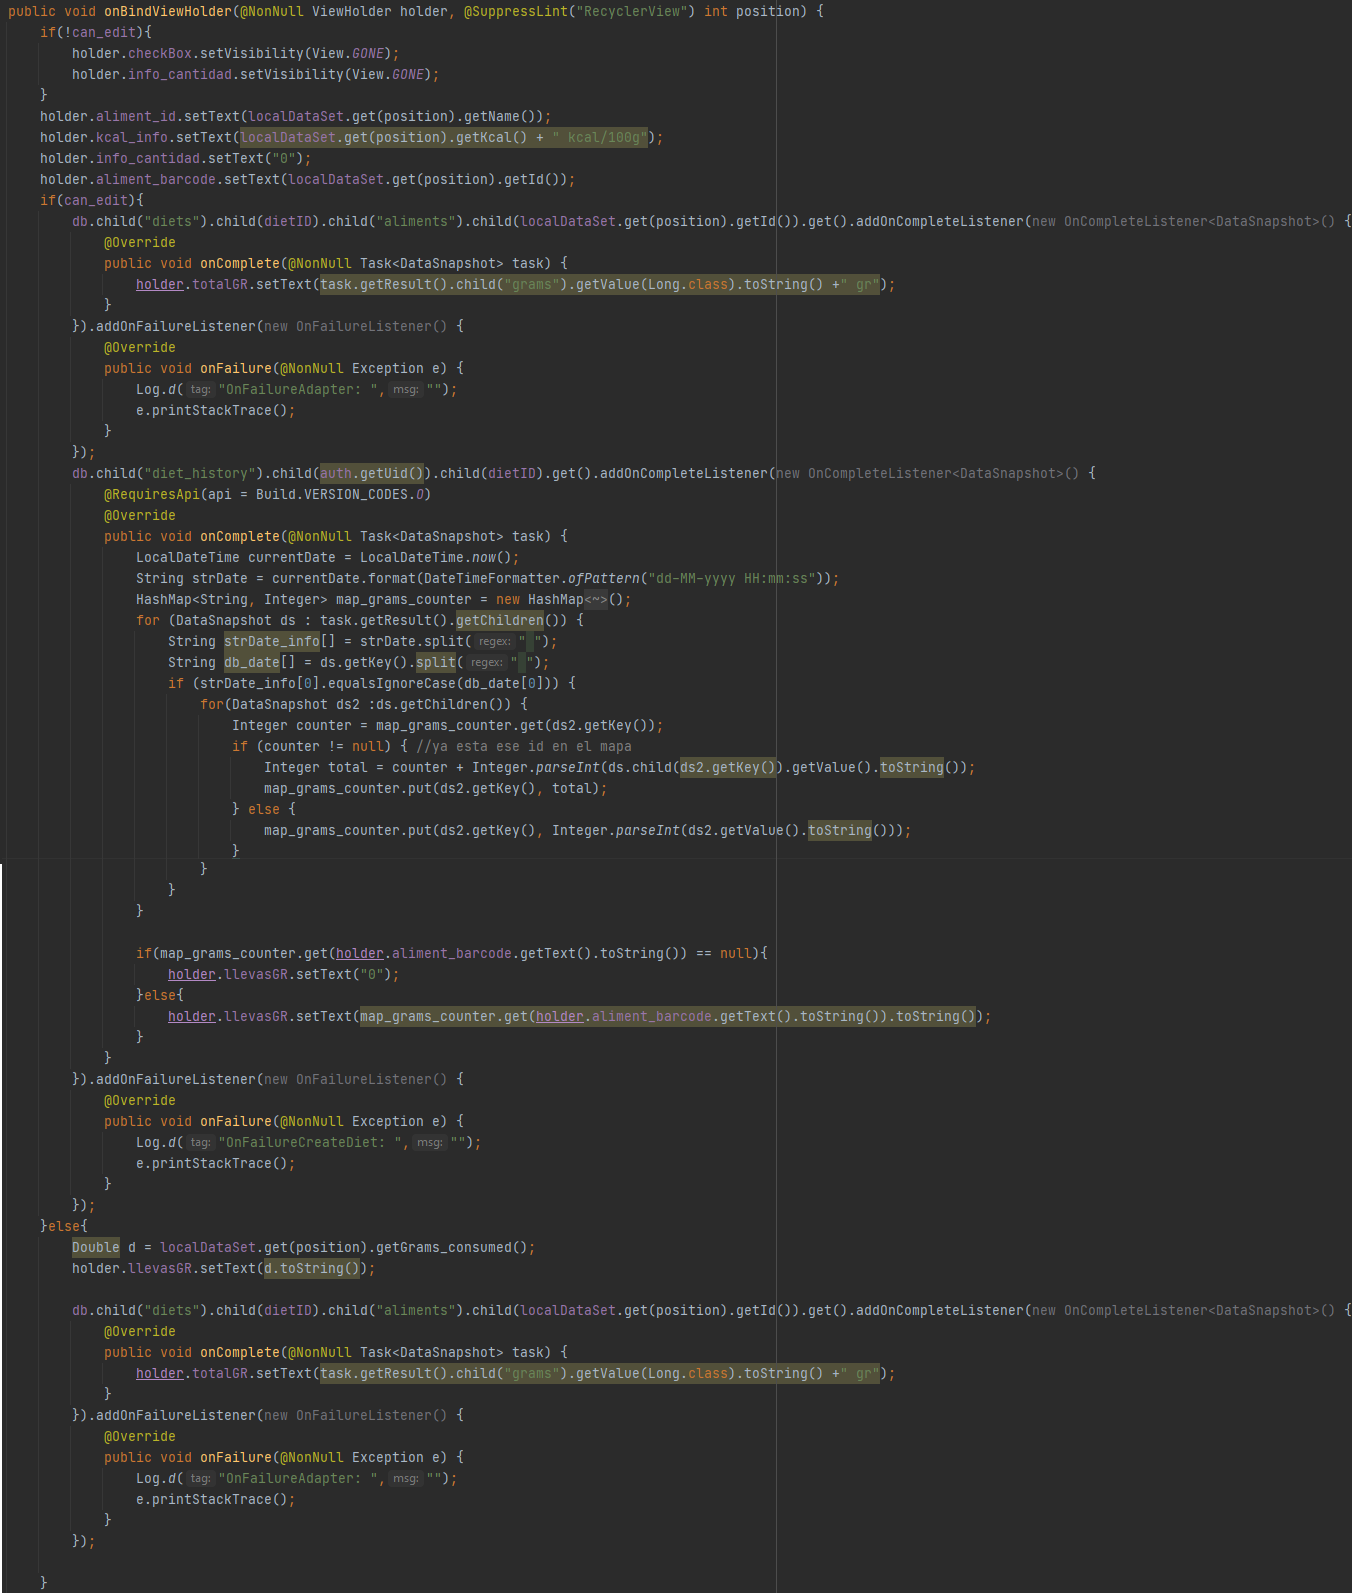 public void onBindViewHolder(@NonNull ViewHolder holder, @SuppressLint("RecyclerView") int position) {
    if(!can_edit){
        holder.checkBox.setVisibility(View.GONE);
        holder.info_cantidad.setVisibility(View.GONE);
    }
    holder.aliment_id.setText(localDataSet.get(position).getName());
    holder.kcal_info.setText(localDataSet.get(position).getKcal() + " kcal/100g");
    holder.info_cantidad.setText("0");
    holder.aliment_barcode.setText(localDataSet.get(position).getId());
    if(can_edit){
        db.child("diets").child(dietID).child("aliments").child(localDataSet.get(position).getId()).get().addOnCompleteListener(new OnCompleteListener<DataSnapshot>() {
            @Override
            public void onComplete(@NonNull Task<DataSnapshot> task) {
                holder.totalGR.setText(task.getResult().child("grams").getValue(Long.class).toString() +" gr");
            }
        }).addOnFailureListener(new OnFailureListener() {
            @Override
            public void onFailure(@NonNull Exception e) {
                Log.d( tag: "OnFailureAdapter: ", msg: "");
                e.printStackTrace();
            }
        });
        db.child("diet_history").child(auth.getUid()).child(dietID).get().addOnCompleteListener(new OnCompleteListener<DataSnapshot>() {
            @RequiresApi(api = Build.VERSION_CODES.O)
            @Override
            public void onComplete(@NonNull Task<DataSnapshot> task) {
                LocalDateTime currentDate = LocalDateTime.now();
                String strDate = currentDate.format(DateTimeFormatter.ofPattern("dd-MM-yyyy HH:mm:ss"));
                HashMap<String, Integer> map_grams_counter = new HashMap<~>();
                for (DataSnapshot ds : task.getResult().getChildren()) {
                    String strDate_info[] = strDate.split( regex: " ");
                    String db_date[] = ds.getKey().split( regex: " ");
                    if (strDate_info[0].equalsIgnoreCase(db_date[0])) {
                        for(DataSnapshot ds2 :ds.getChildren()) {
                            Integer counter = map_grams_counter.get(ds2.getKey());
                            if (counter != null) { //ya esta ese id en el mapa
                                Integer total = counter + Integer.parseInt(ds.child(ds2.getKey()).getValue().toString());
                                map_grams_counter.put(ds2.getKey(), total);
                            } else {
                                map_grams_counter.put(ds2.getKey(), Integer.parseInt(ds2.getValue().toString()));
                            }
                        }
                    }
                }

                if(map_grams_counter.get(holder.aliment_barcode.getText().toString()) == null){
                    holder.llevasGR.setText("0");
                }else{
                    holder.llevasGR.setText(map_grams_counter.get(holder.aliment_barcode.getText().toString()).toString());
                }
            }
        }).addOnFailureListener(new OnFailureListener() {
            @Override
            public void onFailure(@NonNull Exception e) {
                Log.d( tag: "OnFailureCreateDiet: ", msg: "");
                e.printStackTrace();
            }
        });
    }else{
        Double d = localDataSet.get(position).getGrams_consumed();
        holder.llevasGR.setText(d.toString());

        db.child("diets").child(dietID).child("aliments").child(localDataSet.get(position).getId()).get().addOnCompleteListener(new OnCompleteListener<DataSnapshot>() {
            @Override
            public void onComplete(@NonNull Task<DataSnapshot> task) {
                holder.totalGR.setText(task.getResult().child("grams").getValue(Long.class).toString() +" gr");
            }
        }).addOnFailureListener(new OnFailureListener() {
            @Override
            public void onFailure(@NonNull Exception e) {
                Log.d( tag: "OnFailureAdapter: ", msg: "");
                e.printStackTrace();
            }
        });

    }